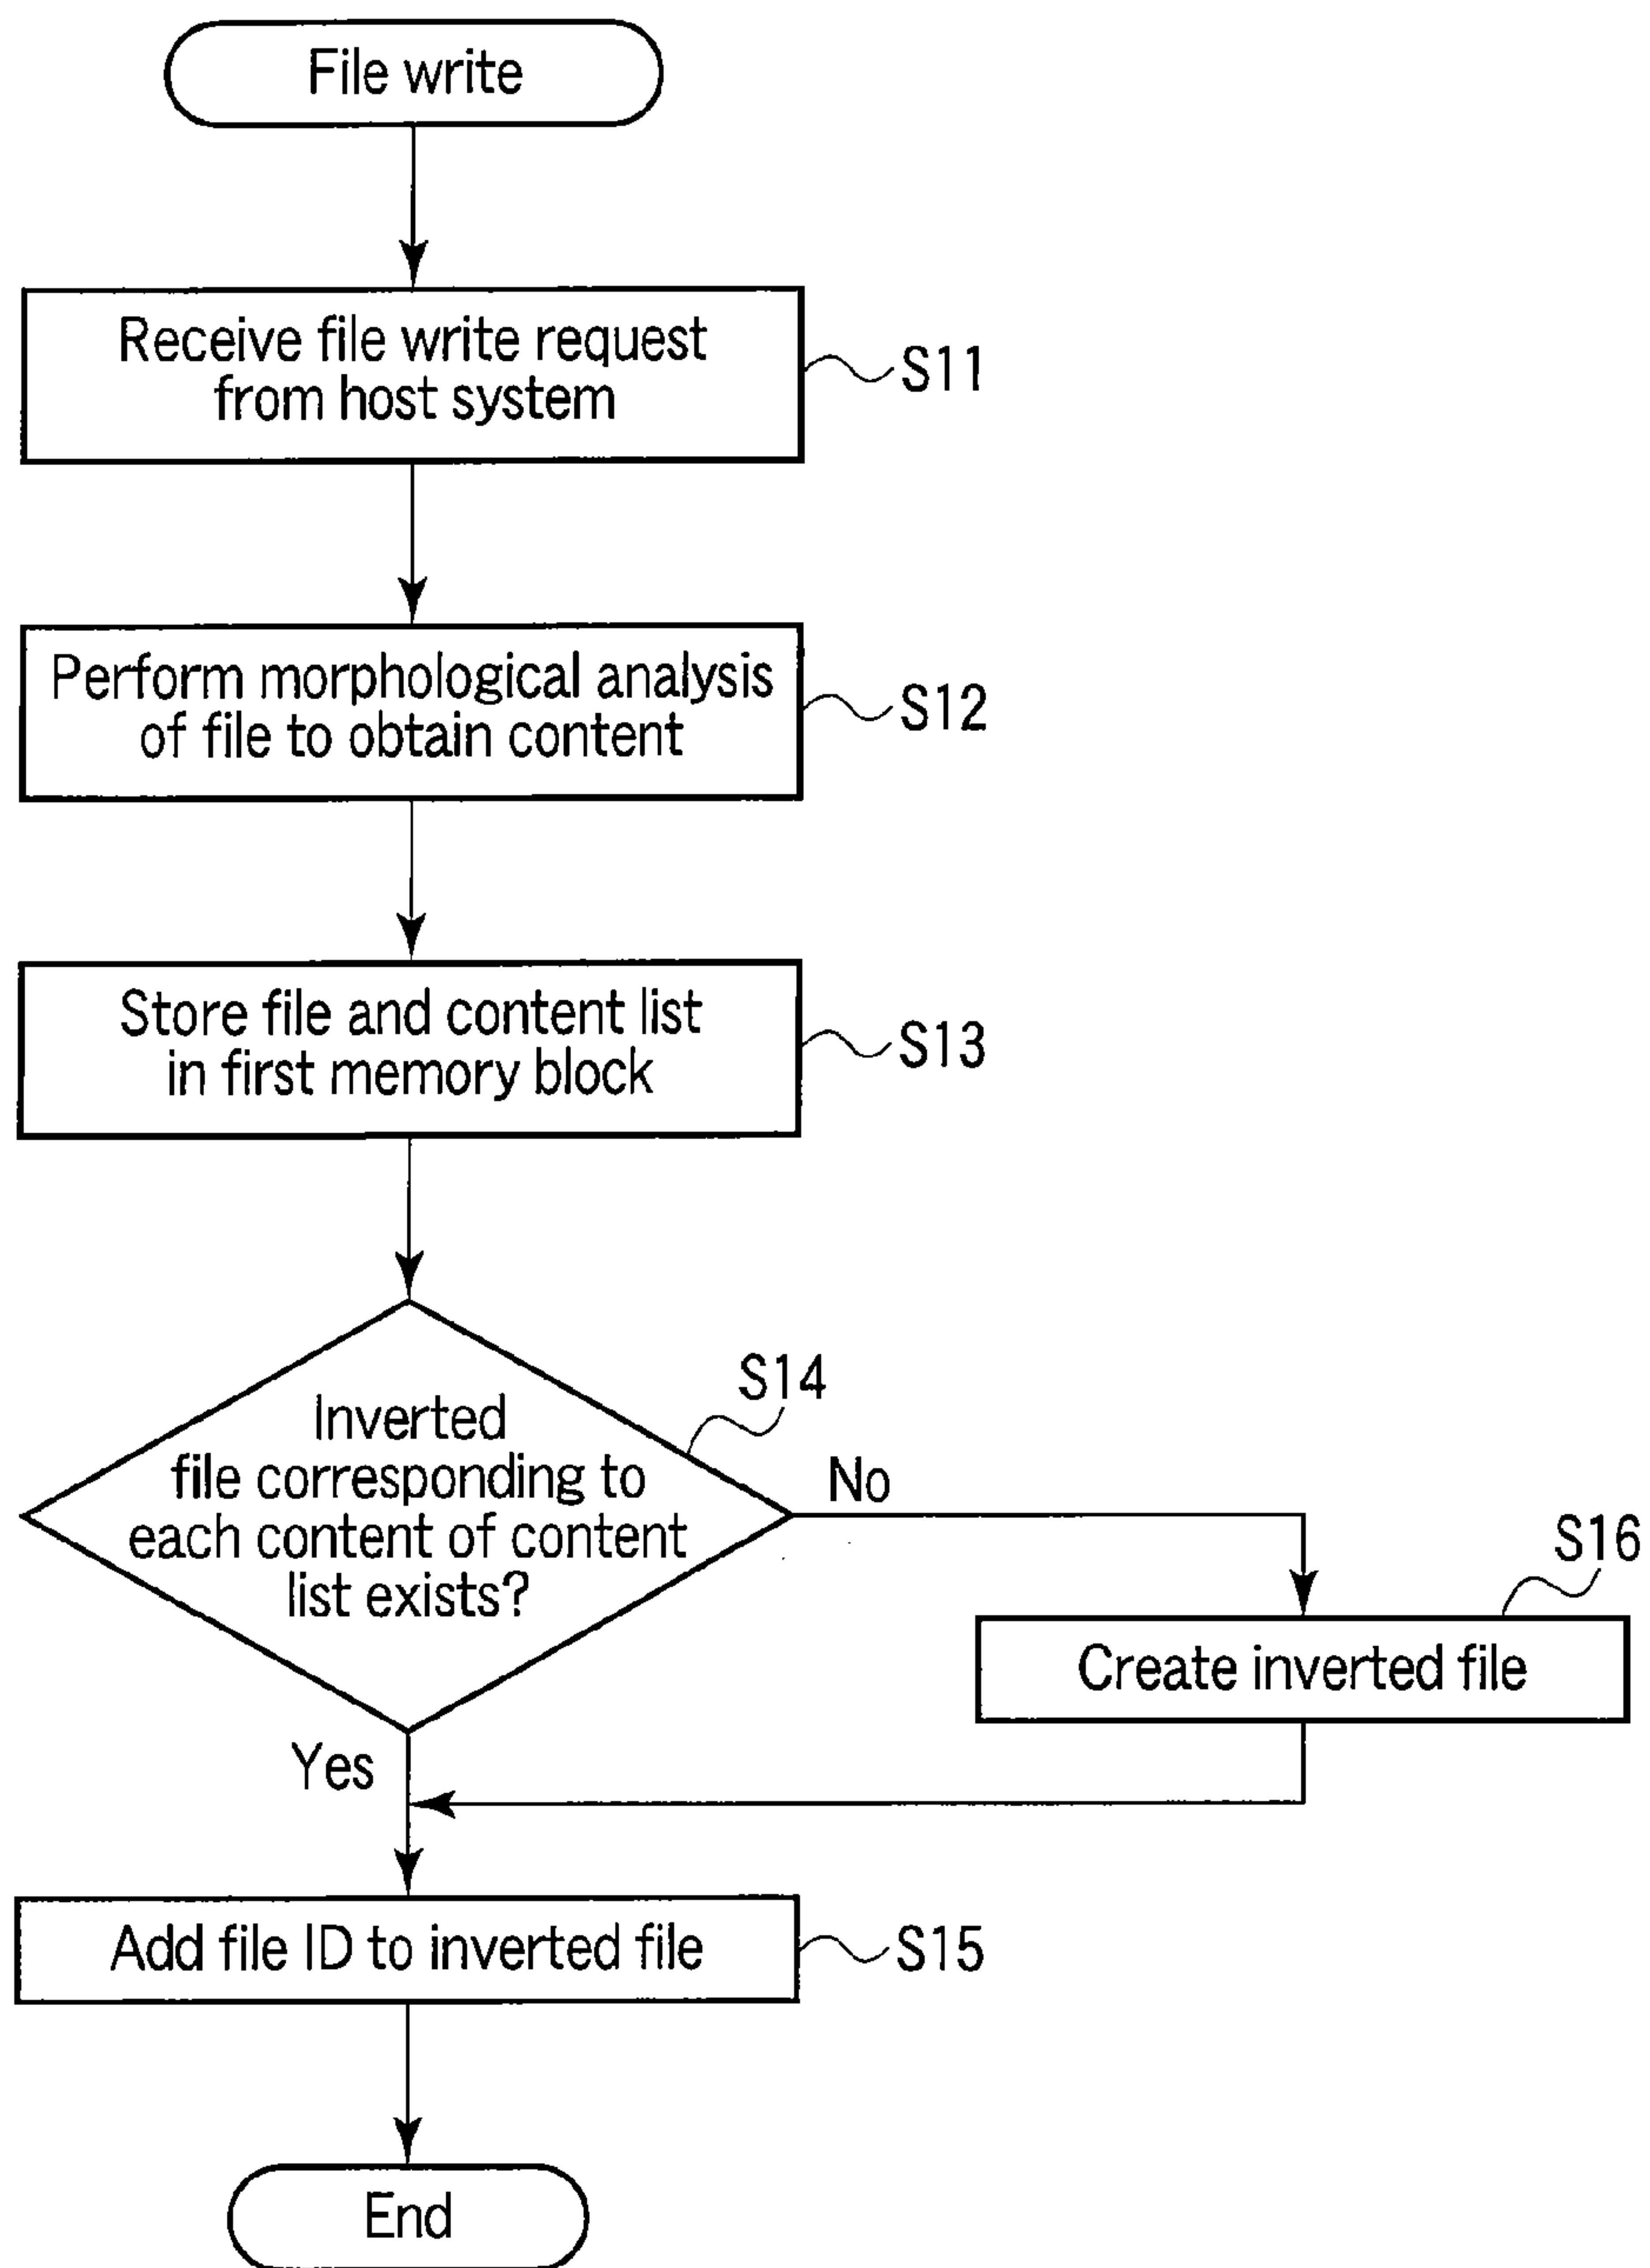 File write
Receive file write request
from host system
S11
Perform morphological analysis
of file to obtain content
S12
Store file and content list
in first memory block
S13
S14
Inverted
file corresponding to
each content of content
list exists?
No
S16
Create inverted file
Yes
Add file ID to inverted file
S15
End